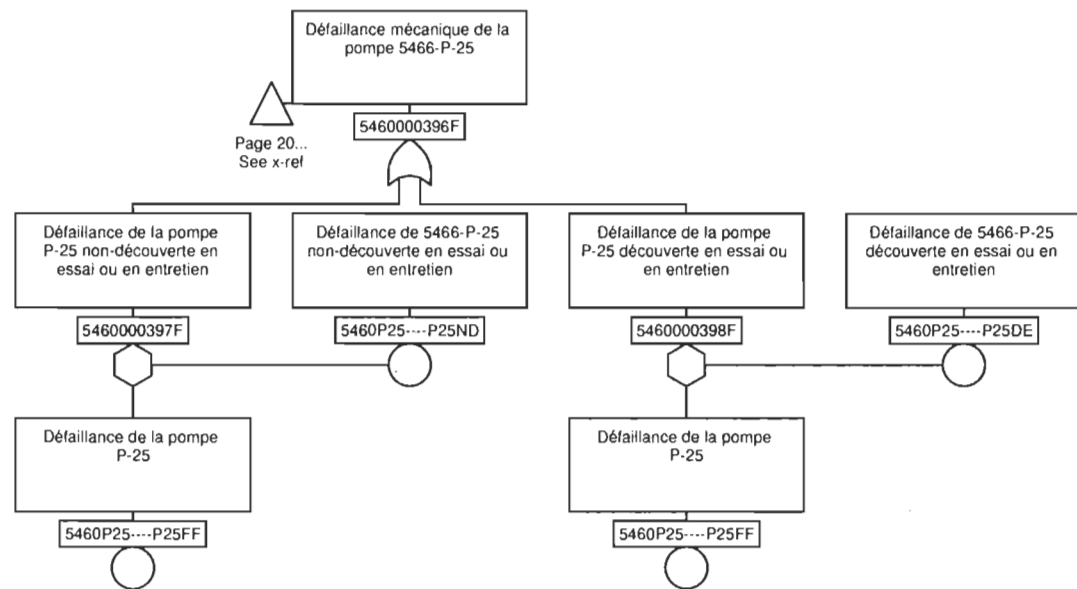 Défaillance mécanique de la
pompe 5466-P-25
5460000396F
Page 20...
See x-ref
Défaillance de la pompe
P-25 non-découverte en
essai ou en entretien
5460000397F
Défaillance de 5466-P-25
non-découverte en essai ou
en entretien
5460P25----P25ND
Défaillance de la pompe
P-25 découverte en essai ou
en entretien
5460000398F
Défaillance de 5466-P-25
découverte en essai ou en
entretien
5460P25----P25DE
Défaillance de la pompe
P-25
5460P25----P25FF
Défaillance de la pompe
P-25
5460P25----P25FF